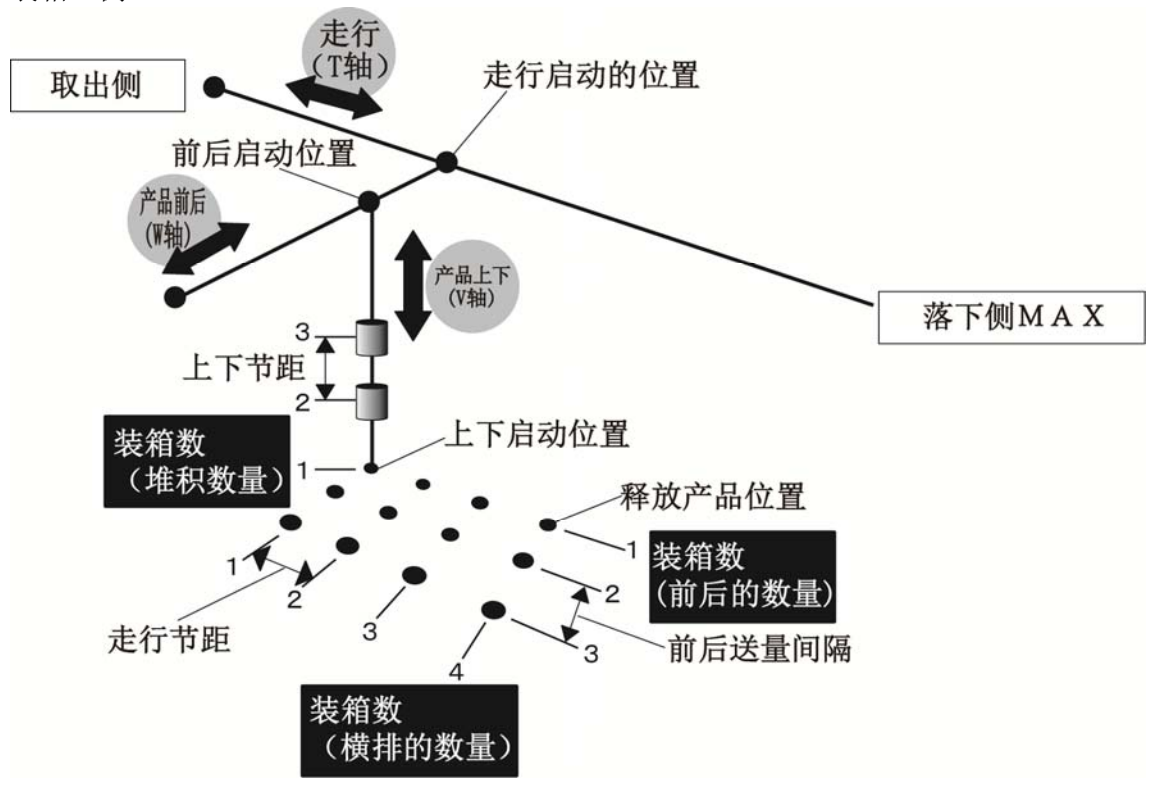 走行
（T轴）
取出侧
走行启动的位置
前后启动位置
产品前后
(W轴)
产品上下
(V轴)
落下侧ＭＡＸ
3
上下节距
2
装箱数
（堆积数量）
1
上下启动位置
释放产品位置
1
装箱数
(前后的数量)
2
3
前后送量间隔
1
2
3
4
走行节距
装箱数
（横排的数量）